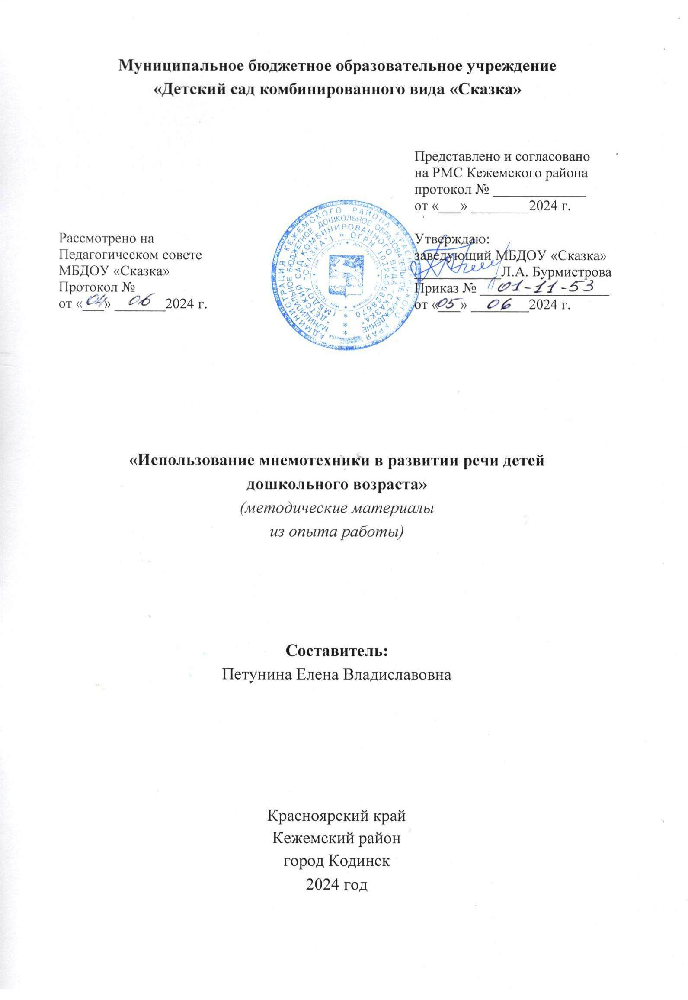 Муниципальное бюджетное образовательное учреждение
«Детский сад комбинированного вида «Сказка»
Представлено и согласовано
на РМС Кежемского района
протокол № _____________
от «___» ________2024 г.
Рассмотрено на
Педагогическом совете
МБДОУ «Сказка»
Протокол №
от «04» 06 2024 г.
АДМИНИСТРАЦИЯ КЕЖЕМСКОГО РАЙОНА КРАСНОЯРСКОГО КРАЯ
МУНИЦИПАЛЬНОЕ БЮДЖЕТНОЕ ДОШКОЛЬНОЕ ОБРАЗОВАТЕЛЬНОЕ УЧРЕЖДЕНИЕ
"ДЕТСКИЙ САД КОМБИНИРОВАННОГО ВИДА "СКАЗКА"
(МБДОУ "СКАЗКА") * ОГРН 1022400828670
Утверждаю:
заведующий МБДОУ «Сказка»
____________Л.А. Бурмистрова
Приказ № 01-11-53
от «05» 06 2024 г.
«Использование мнемотехники в развитии речи детей
дошкольного возраста»
(методические материалы
из опыта работы)
Составитель:
Петунина Елена Владиславовна
Красноярский край
Кежемский район
город Кодинск
2024 год